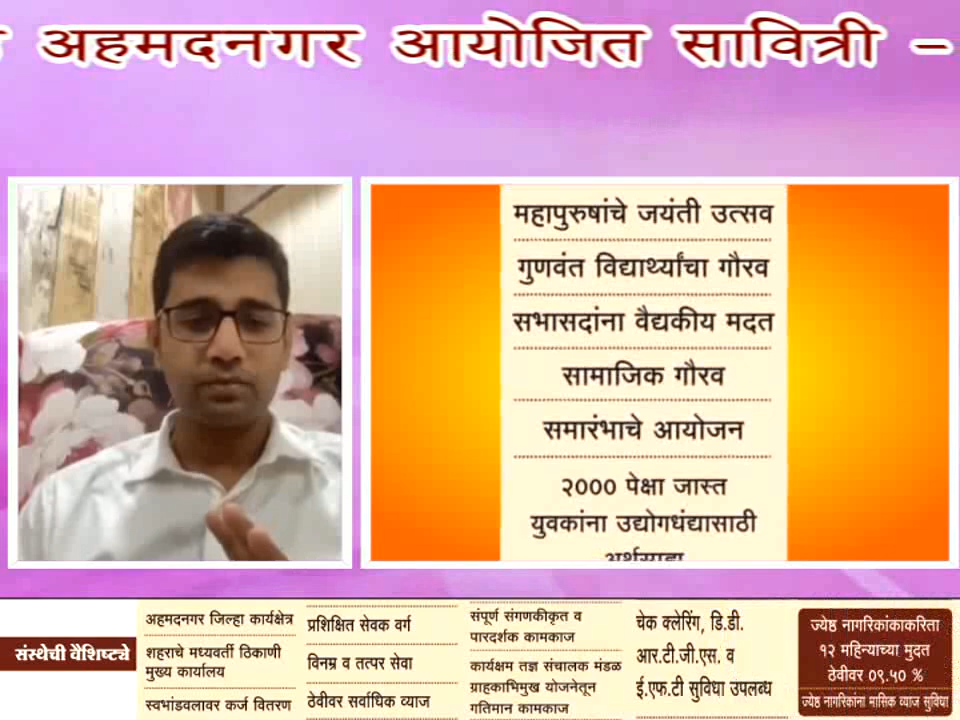 अहमदनगर आयोजित सावित्री -
महापुरुषांचे जयंती उत्सव
गुणवंत विद्यार्थ्यांचा गौरव
सभासदांना वैद्यकीय मदत
सामाजिक गौरव
समारंभाचे आयोजन
२००० पेक्षा जास्त
युवकांना उद्योगधंद्यासाठी
संस्थेची वैशिष्ट्ये
अहमदनगर जिल्हा कार्यक्षेत्र
शहराचे मध्यवर्ती ठिकाणी
मुख्य कार्यालय
स्वभांडवलावर कर्ज वितरण
प्रशिक्षित सेवक वर्ग
विनम्र व तत्पर सेवा
ठेवीवर सर्वाधिक व्याज
संपूर्ण संगणकीकृत व
पारदर्शक कामकाज
कार्यक्षम तज्ञ संचालक मंडळ
ग्राहकाभिमुख योजनेतून
गतिमान कामकाज
चेक क्लेरिंग, डि.डी.
आर.टी.जी.एस. व
ई.एफ.टी सुविधा उपलब्ध
ज्येष्ठ नागरिकांकाकरिता
१२ महिन्याच्या मुदत
ठेवीवर ०९.५० %
ज्येष्ठ नागरिकांना मासिक व्याज सुविधा